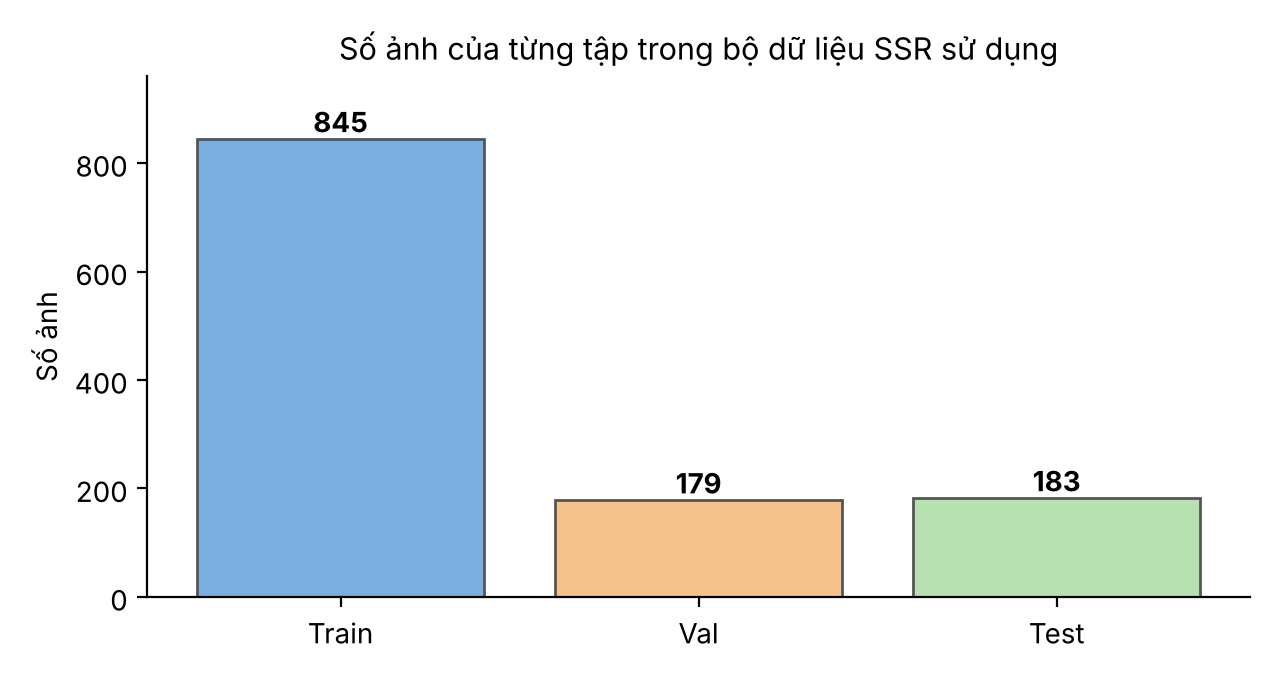 Số ảnh của từng tập trong bộ dữ liệu SSR sử dụng
845
800
600
400
200
0
Số ảnh
179
183
Train
Val
Test